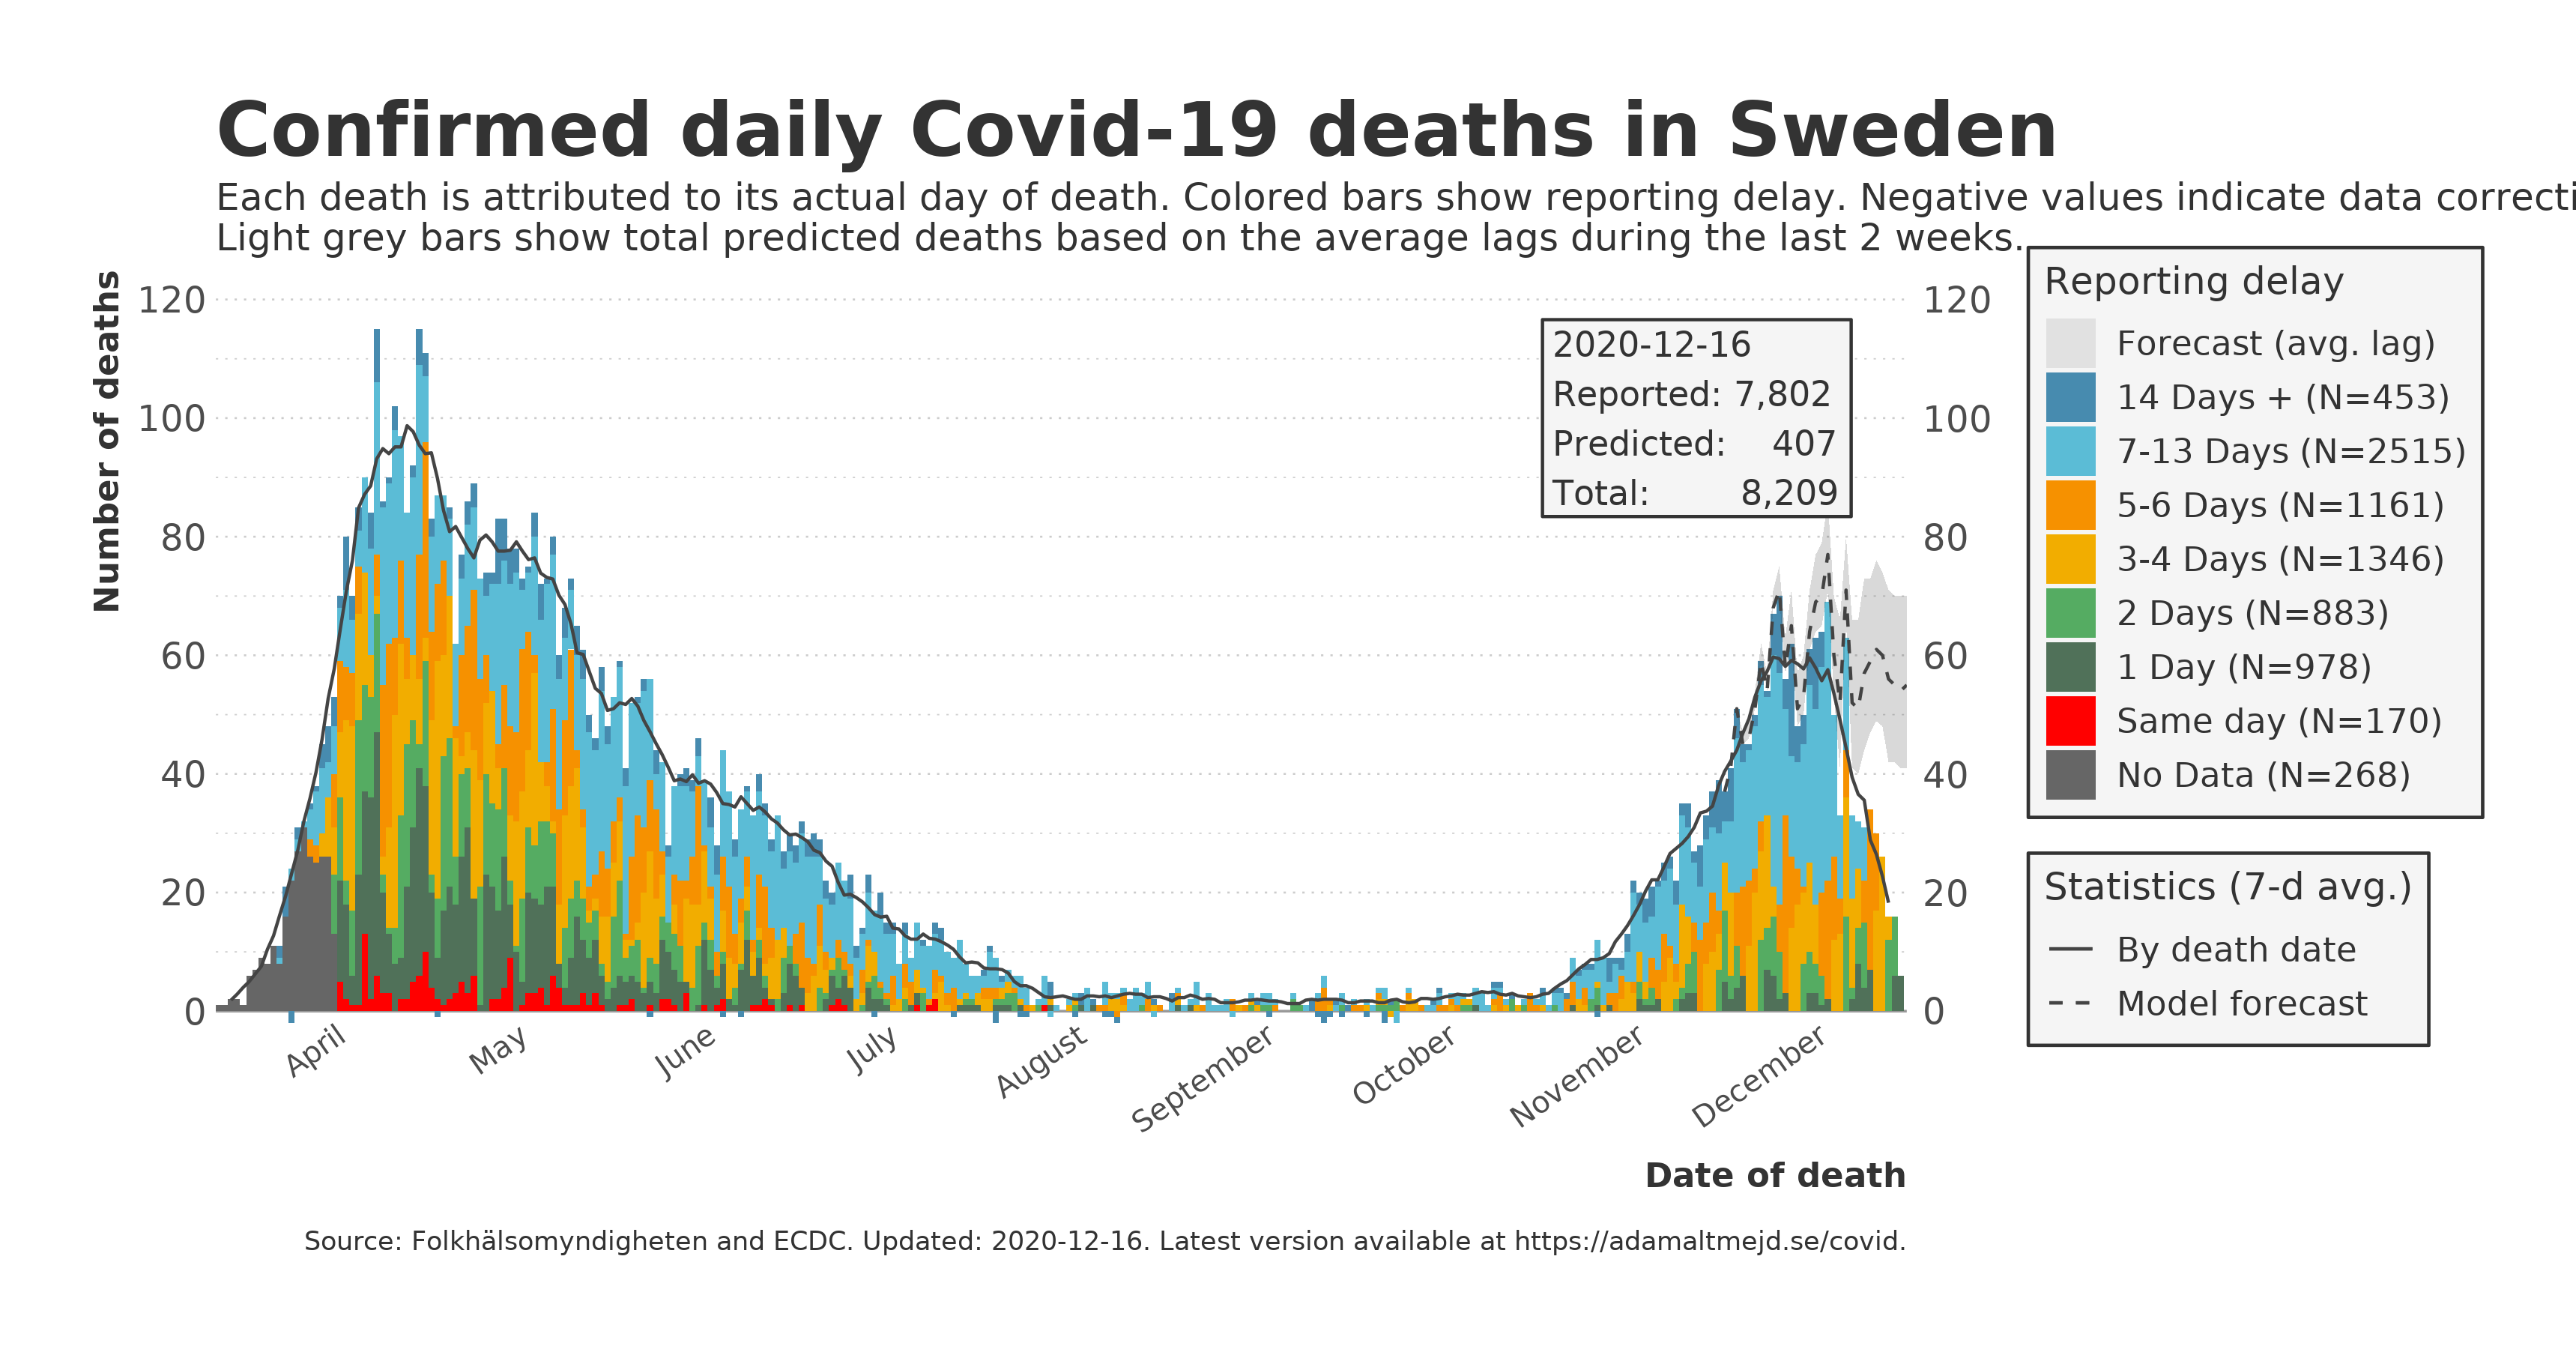 Confirmed daily Covid-19 deaths in Sweden
Each death is attributed to its actual day of death. Colored bars show reporting delay. Negative values indicate data correcti
Light grey bars show total predicted deaths based on the average lags during the last 2 weeks.
Number of deaths
120
100
80
60
40
20
0
2020-12-16
Reported: 7,802
Predicted: 407
Total: 8,209
120
100
80
60
40
20
0
April
May
June
July
August
September
October
November
December
Date of death
Reporting delay
Forecast (avg. lag)
14 Days + (N=453)
7-13 Days (N=2515)
5-6 Days (N=1161)
3-4 Days (N=1346)
2 Days (N=883)
1 Day (N=978)
Same day (N=170)
No Data (N=268)
Statistics (7-d avg.)
By death date
Model forecast
Source: Folkhälsomyndigheten and ECDC. Updated: 2020-12-16. Latest version available at https://adamaltmejd.se/covid.